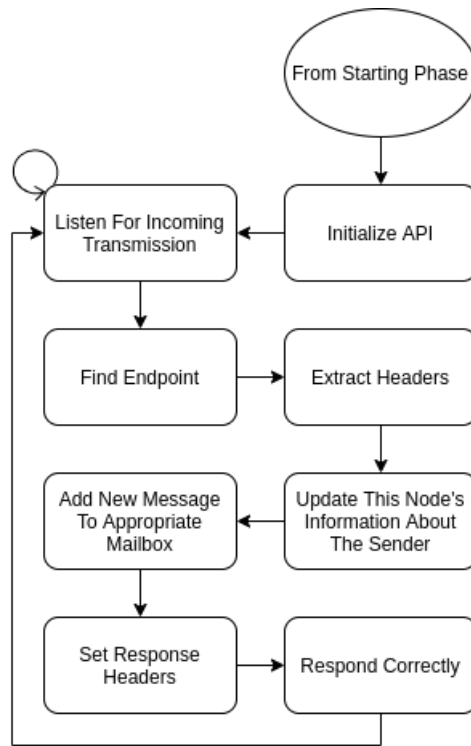 From Starting Phase
Listen For Incoming
Transmission
Initialize API
Find Endpoint
Extract Headers
Add New Message
To Appropriate
Mailbox
Update This Node's
Information About
The Sender
Set Response
Headers
Respond Correctly